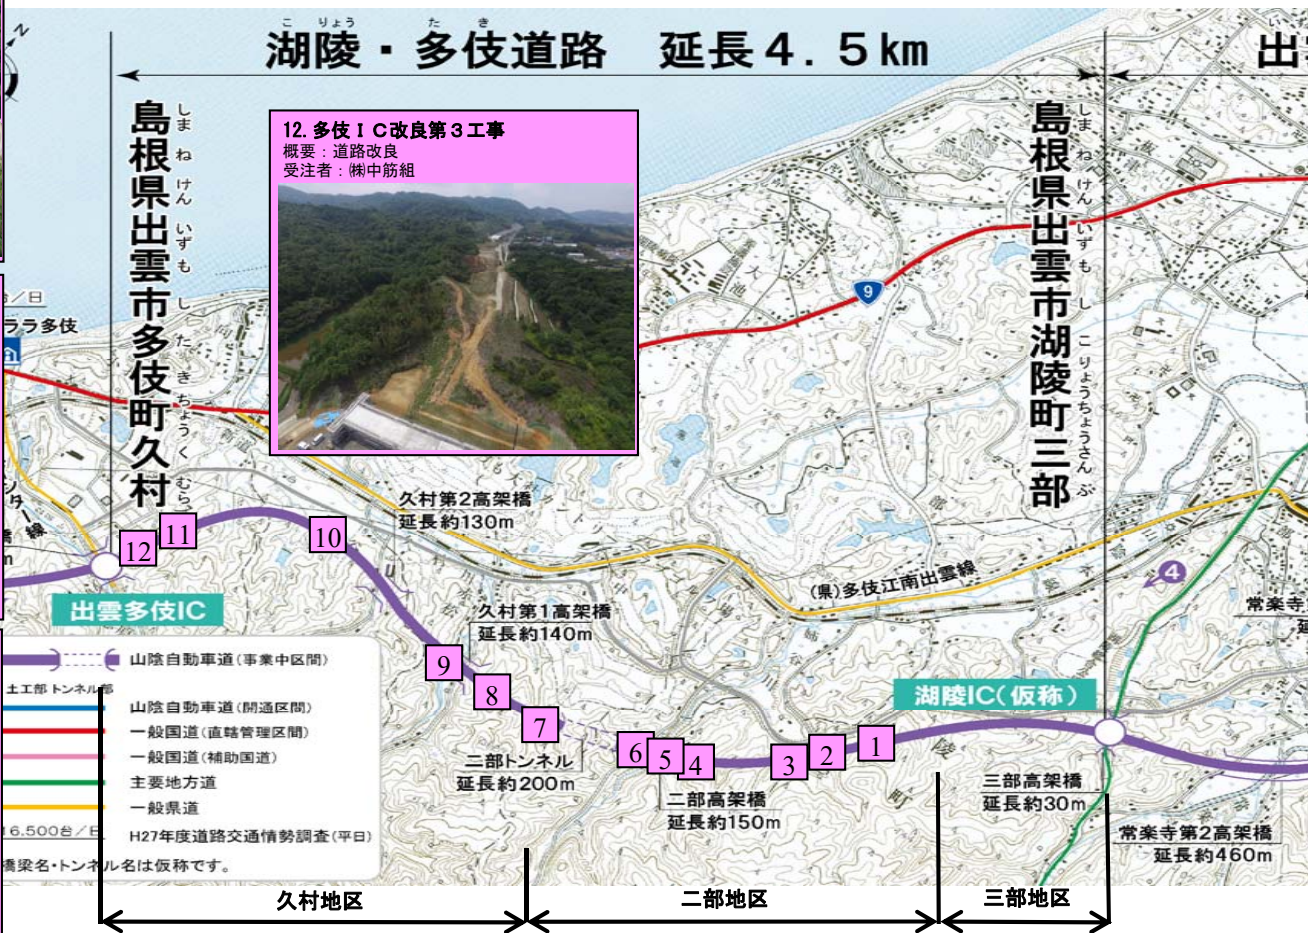 湖陵・多伎道路　延長4.5km
こ りょう た き
出
島根県出雲市多伎町久村
しま ね けん いずも し た き ちょう く むら
12. 多伎IC改良第3工事
概要：道路改良
受注者：㈱中筋組
島根県出雲市湖陵町三部
しま ね けん いずも し こ りょうちょうさん ぶ
N
台／日
ララ多伎
9
久村第2高架橋
延長約130m
12
11
10
出雲多伎IC
(県)多伎江南出雲線
4
常楽寺
久村第1高架橋
延長約140m
9
8
7
6
5
4
3
2
1
湖陵IC(仮称)
二部トンネル
延長約200m
二部高架橋
延長約150m
三部高架橋
延長約30m
常楽寺第2高架橋
延長約460m
山陰自動車道(事業中区間)
土工部 トンネル部
山陰自動車道(開通区間)
一般国道(直轄管理区間)
一般国道(補助国道)
主要地方道
一般県道
16,500台／日
H27年度道路交通情勢調査(平日)
橋梁名・トンネル名は仮称です。
久村地区
二部地区
三部地区